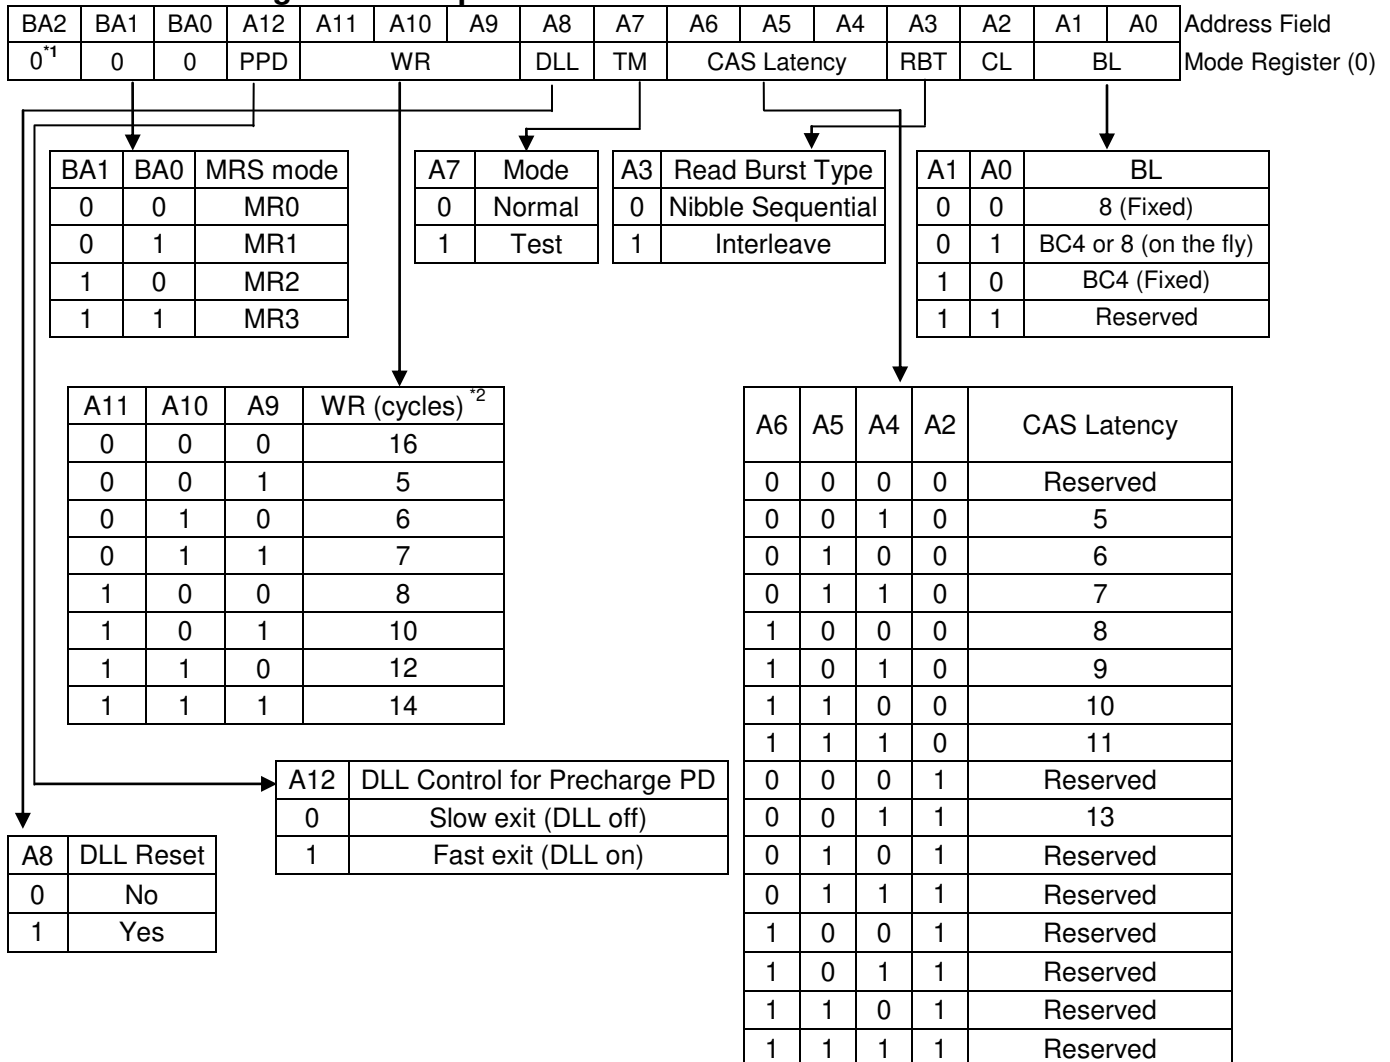 BA2 BA1 BA0 A12 A11 A10 A9 A8 A7 A6 A5 A4 A3 A2 A1 A0 Address Field
0*1 0 0 PPD WR DLL TM CAS Latency RBT CL BL Mode Register (0)
BA1 BA0 MRS mode
0 0 MR0
0 1 MR1
1 0 MR2
1 1 MR3
A7 Mode
0 Normal
1 Test
A3 Read Burst Type
0 Nibble Sequential
1 Interleave
A1 A0 BL
0 0 8 (Fixed)
0 1 BC4 or 8 (on the fly)
1 0 BC4 (Fixed)
1 1 Reserved
A11 A10 A9 WR (cycles) *2
0 0 0 16
0 0 1 5
0 1 0 6
0 1 1 7
1 0 0 8
1 0 1 10
1 1 0 12
1 1 1 14
A6 A5 A4 A2 CAS Latency
0 0 0 0 Reserved
0 0 1 0 5
0 1 0 0 6
0 1 1 0 7
1 0 0 0 8
1 0 1 0 9
1 1 0 0 10
1 1 1 0 11
0 0 0 1 Reserved
0 0 1 1 13
0 1 0 1 Reserved
0 1 1 1 Reserved
1 0 0 1 Reserved
1 0 1 1 Reserved
1 1 0 1 Reserved
1 1 1 1 Reserved
A12 DLL Control for Precharge PD
0 Slow exit (DLL off)
1 Fast exit (DLL on)
A8 DLL Reset
0 No
1 Yes